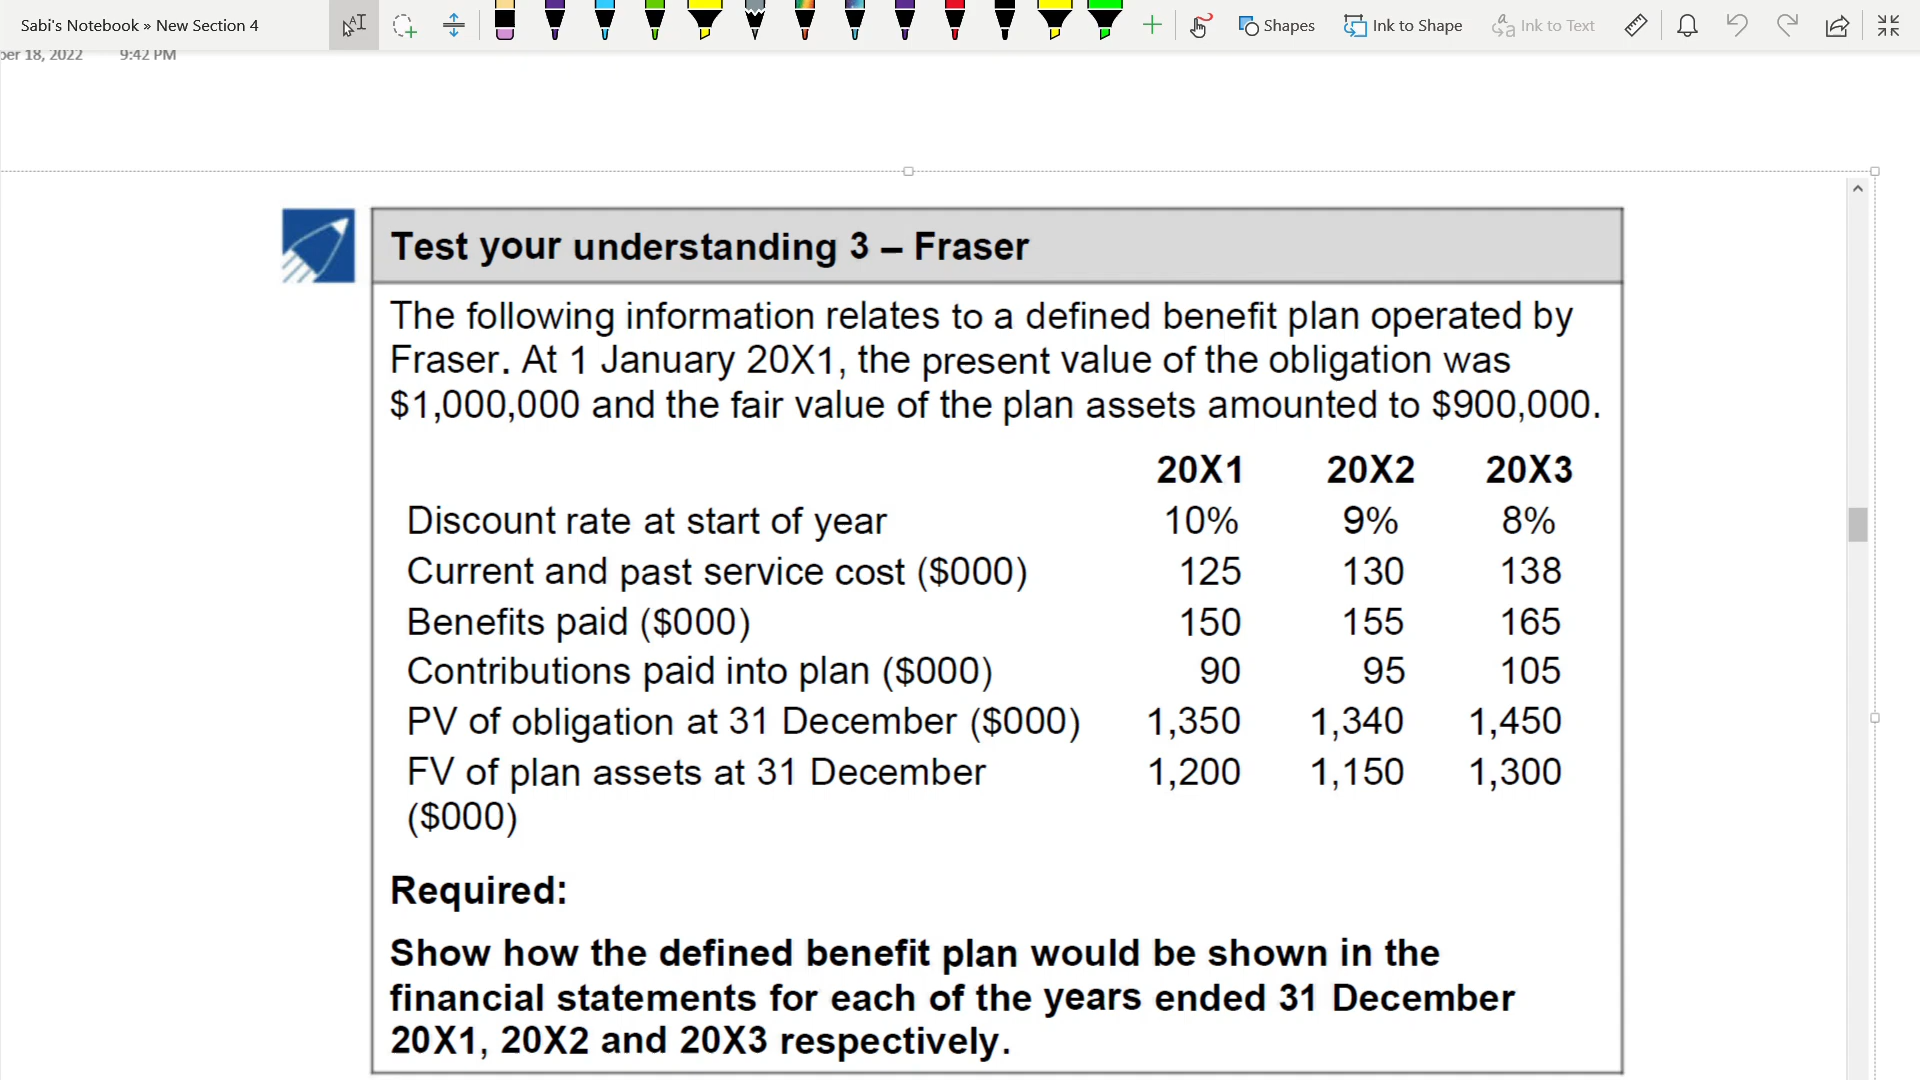 Sabi's Notebook » New Section 4
Shapes
Ink to Shape
Ink to Text
ber 18, 2022 9:42 PM
Test your understanding 3 – Fraser
The following information relates to a defined benefit plan operated by
Fraser. At 1 January 20X1, the present value of the obligation was
$1,000,000 and the fair value of the plan assets amounted to $900,000.
20X1 20X2 20X3
Discount rate at start of year 10% 9% 8%
Current and past service cost ($000) 125 130 138
Benefits paid ($000) 150 155 165
Contributions paid into plan ($000) 90 95 105
PV of obligation at 31 December ($000) 1,350 1,340 1,450
FV of plan assets at 31 December 1,200 1,150 1,300
($000)
Required:
Show how the defined benefit plan would be shown in the
financial statements for each of the years ended 31 December
20X1, 20X2 and 20X3 respectively.